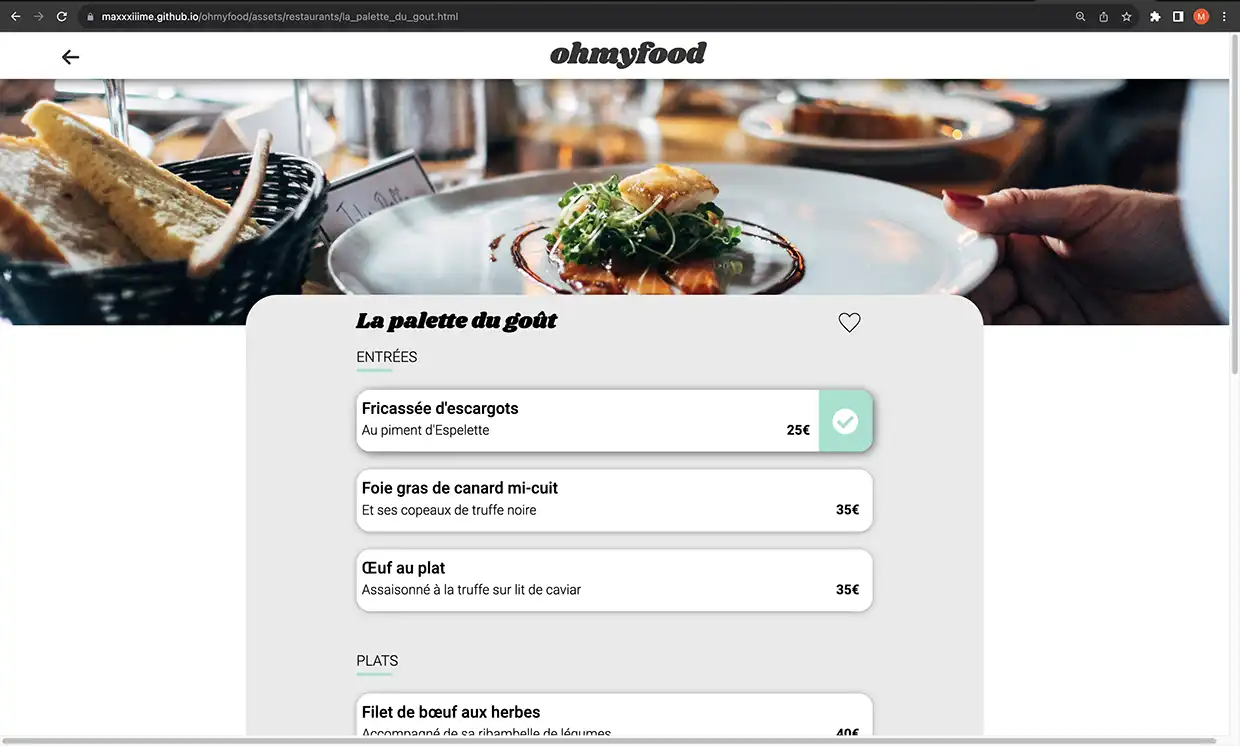 maxxxiiime.github.io/ohmyfood/assets/restaurants/la_palette_du_gout.html
M
ohmyfood
La palette du goût
ENTRÉES
Fricassée d'escargots
Au piment d'Espelette
25€
Foie gras de canard mi-cuit
Et ses copeaux de truffe noire
35€
Œuf au plat
Assaisonné à la truffe sur lit de caviar
35€
PLATS
Filet de bœuf aux herbes
Accompagné de sa ribambelle de légumes
40€